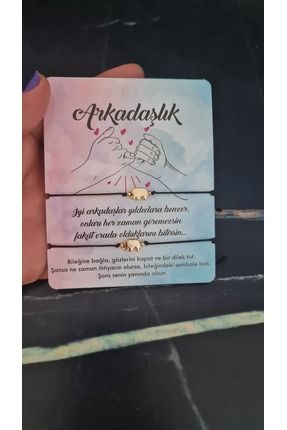 Arkadaşlık
İyi arkadaşlar yıldızlara benzer,
onları her zaman göremezsin
fakat orada olduklarını bilirsin...
Bileğine bağla, gözlerini kapat ve bir dilek tut.
Şansa ne zaman ihtiyacın olursa, bileğindeki sembole bak.
Şans senin yanında olsun.